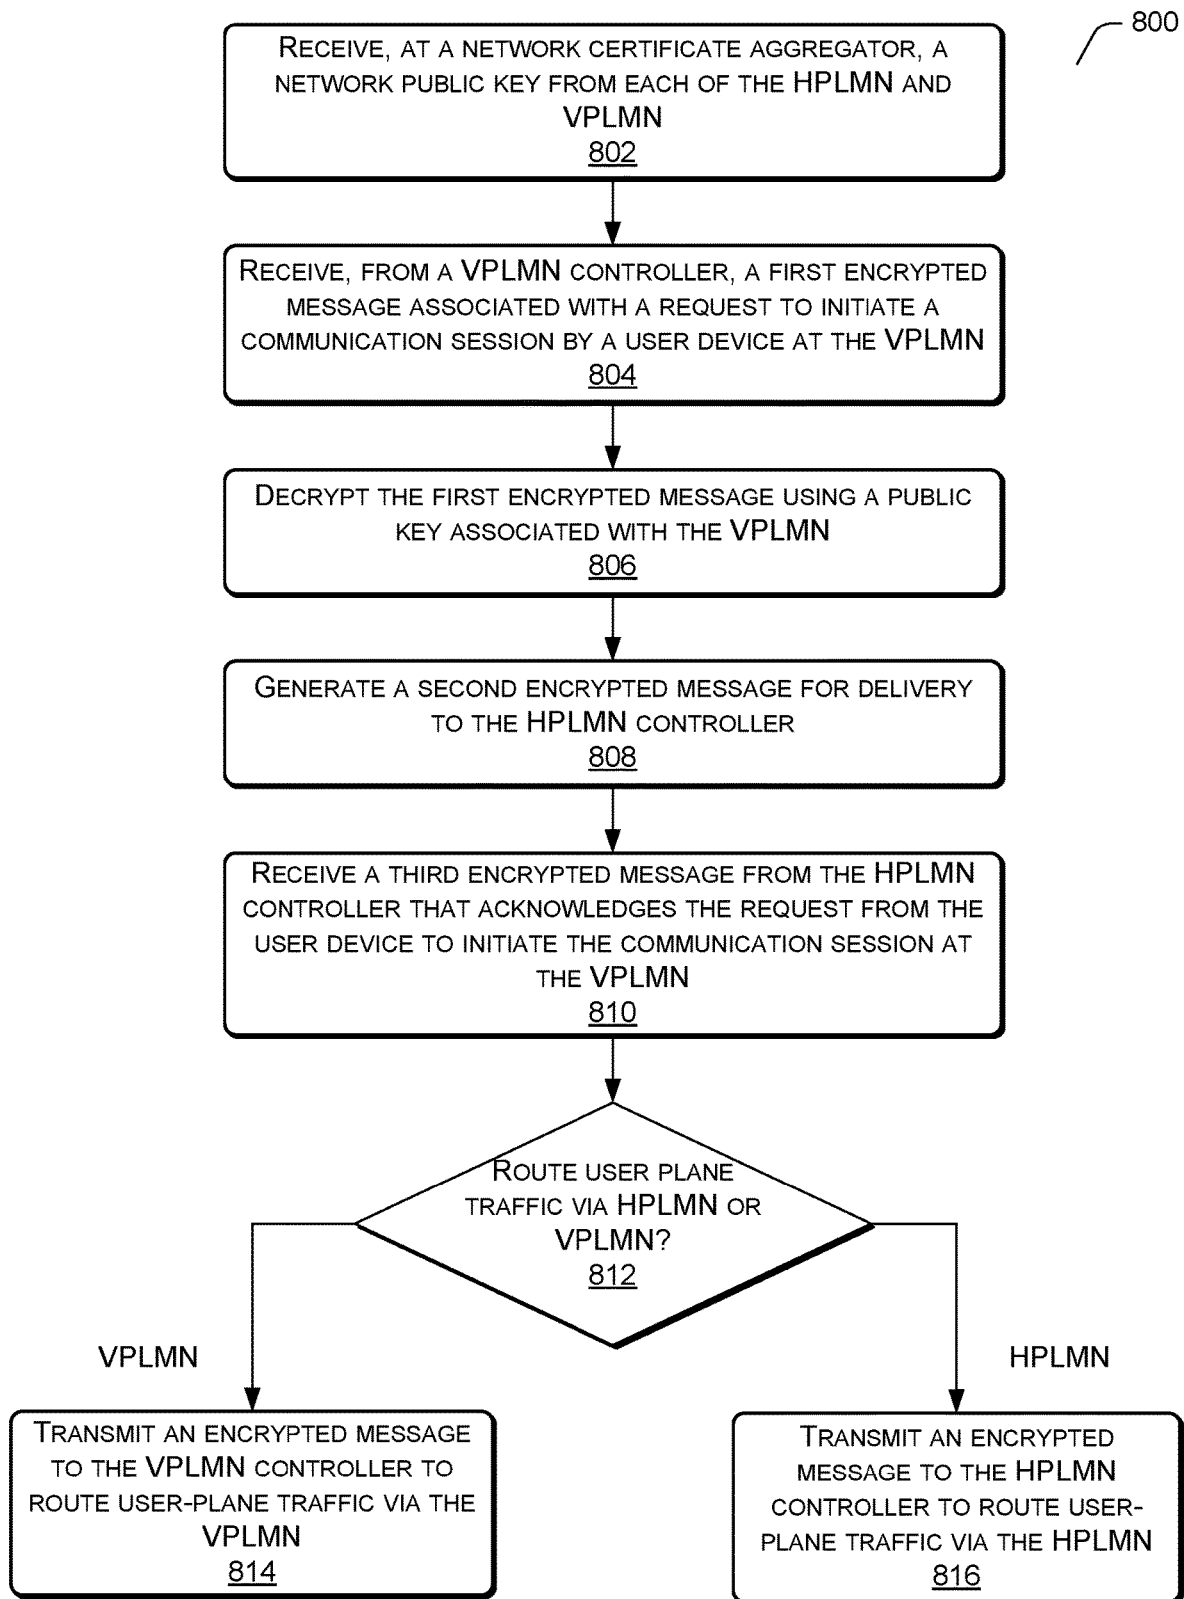 800
RECEIVE, AT A NETWORK CERTIFICATE AGGREGATOR, A
NETWORK PUBLIC KEY FROM EACH OF THE HPLMN AND
VPLMN
802
RECEIVE, FROM A VPLMN CONTROLLER, A FIRST ENCRYPTED
MESSAGE ASSOCIATED WITH A REQUEST TO INITIATE A
COMMUNICATION SESSION BY A USER DEVICE AT THE VPLMN
804
DECRYPT THE FIRST ENCRYPTED MESSAGE USING A PUBLIC
KEY ASSOCIATED WITH THE VPLMN
806
GENERATE A SECOND ENCRYPTED MESSAGE FOR DELIVERY
TO THE HPLMN CONTROLLER
808
RECEIVE A THIRD ENCRYPTED MESSAGE FROM THE HPLMN
CONTROLLER THAT ACKNOWLEDGES THE REQUEST FROM THE
USER DEVICE TO INITIATE THE COMMUNICATION SESSION AT
THE VPLMN
810
ROUTE USER PLANE
TRAFFIC VIA HPLMN OR
VPLMN?
812
VPLMN
HPLMN
TRANSMIT AN ENCRYPTED MESSAGE
TO THE VPLMN CONTROLLER TO
ROUTE USER-PLANE TRAFFIC VIA THE
VPLMN
814
TRANSMIT AN ENCRYPTED
MESSAGE TO THE HPLMN
CONTROLLER TO ROUTE USER-
PLANE TRAFFIC VIA THE HPLMN
816